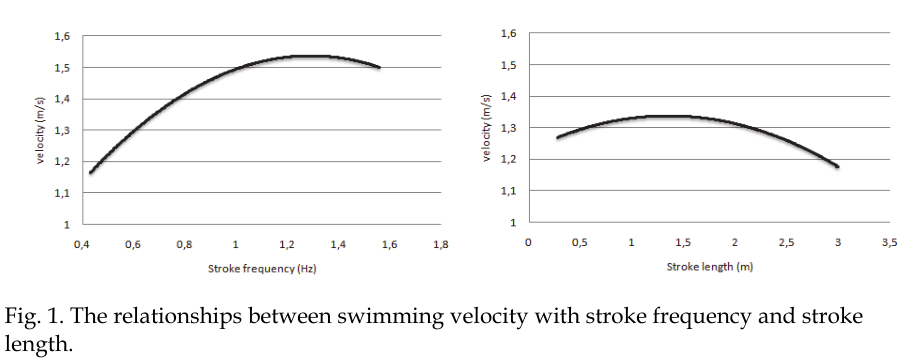 1,6
1,5
1,4
1,3
1,2
1,1
1
velocity (m/s)
0,4 0,6 0,8 1 1,2 1,4 1,6 1,8
Stroke frequency (Hz)
1,6
1,5
1,4
1,3
1,2
1,1
1
velocity (m/s)
0 0,5 1 1,5 2 2,5 3 3,5
Stroke length (m)
Fig. 1. The relationships between swimming velocity with stroke frequency and stroke
length.